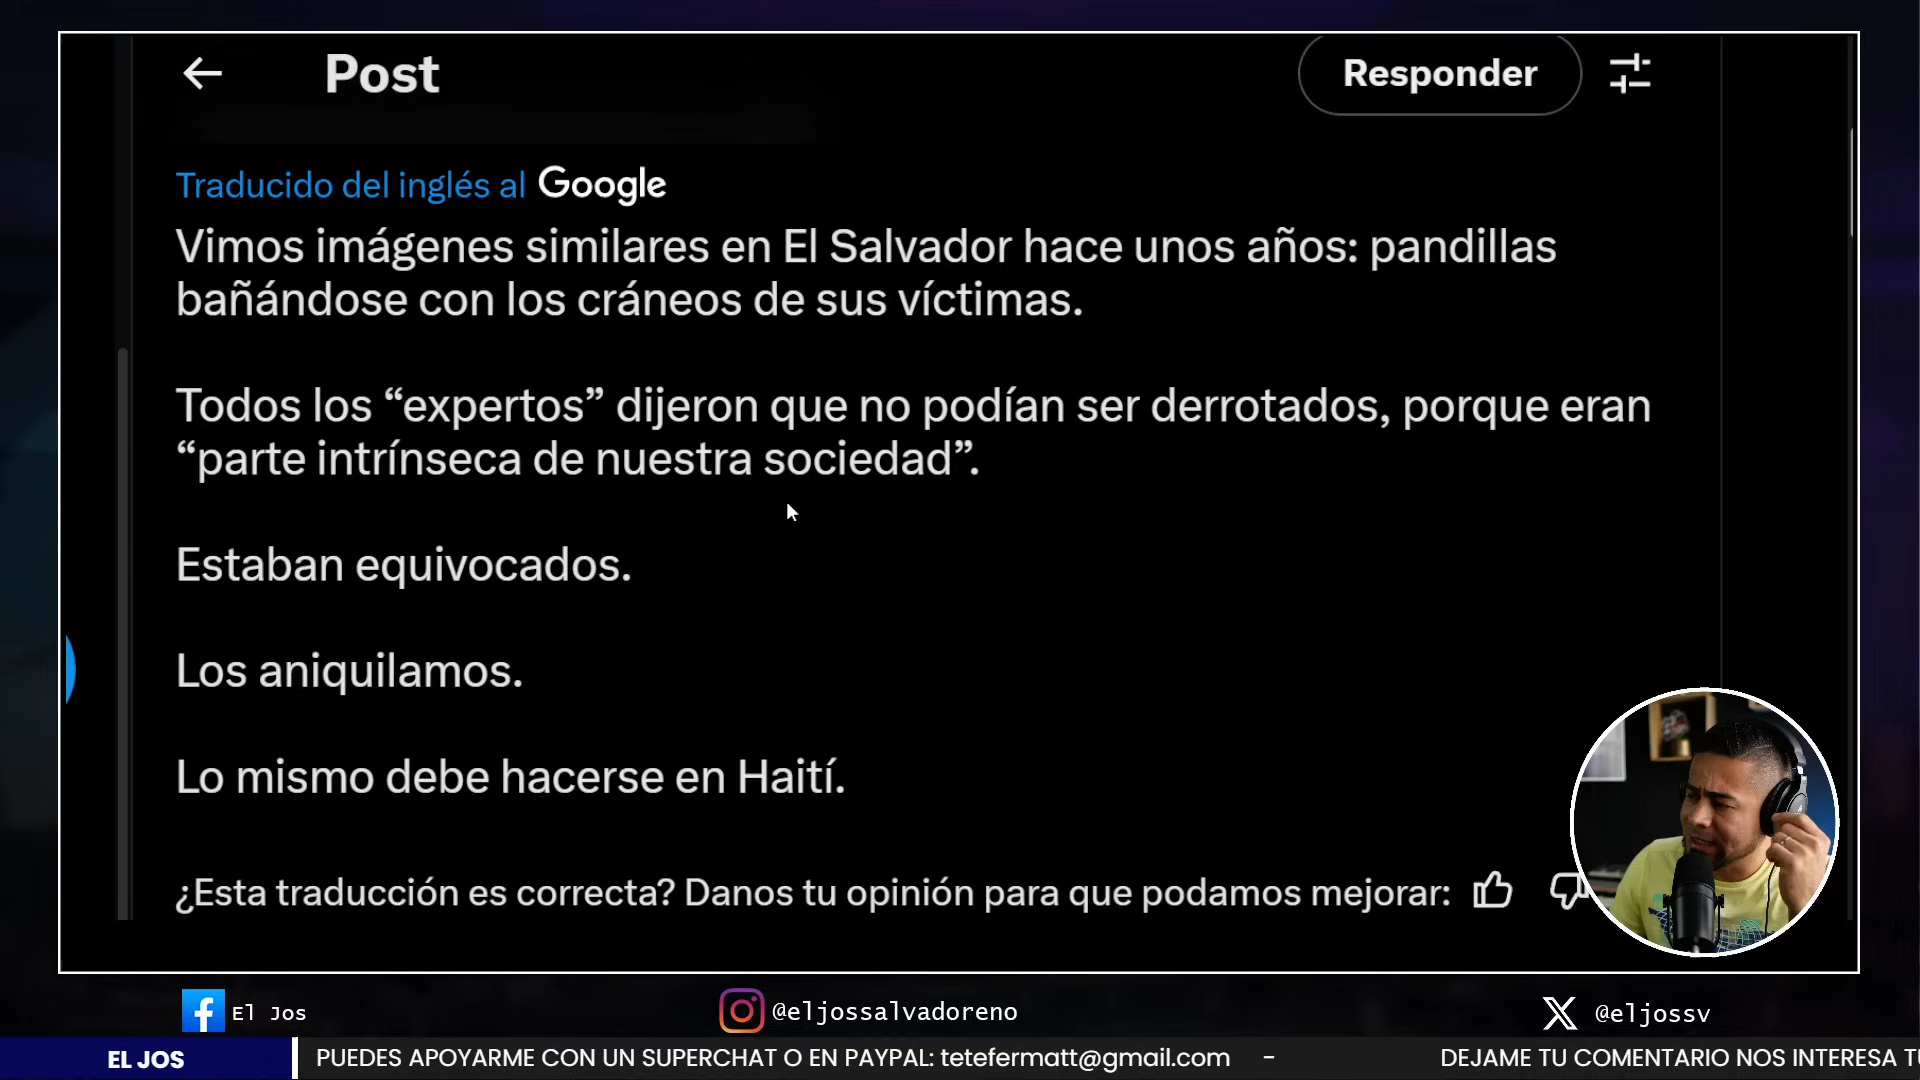 Post
Responder
Traducido del inglés al Google
Vimos imágenes similares en El Salvador hace unos años: pandillas
bañándose con los cráneos de sus víctimas.
Todos los “expertos” dijeron que no podían ser derrotados, porque eran
“parte intrínseca de nuestra sociedad”.
Estaban equivocados.
Los aniquilamos.
Lo mismo debe hacerse en Haití.
¿Esta traducción es correcta? Danos tu opinión para que podamos mejorar:
El Jos
@eljossalvadoreno
@eljossv
EL JOS
PUEDES APOYARME CON UN SUPERCHAT O EN PAYPAL: tetefermatt@gmail.com -
DEJAME TU COMENTARIO NOS INTERESA